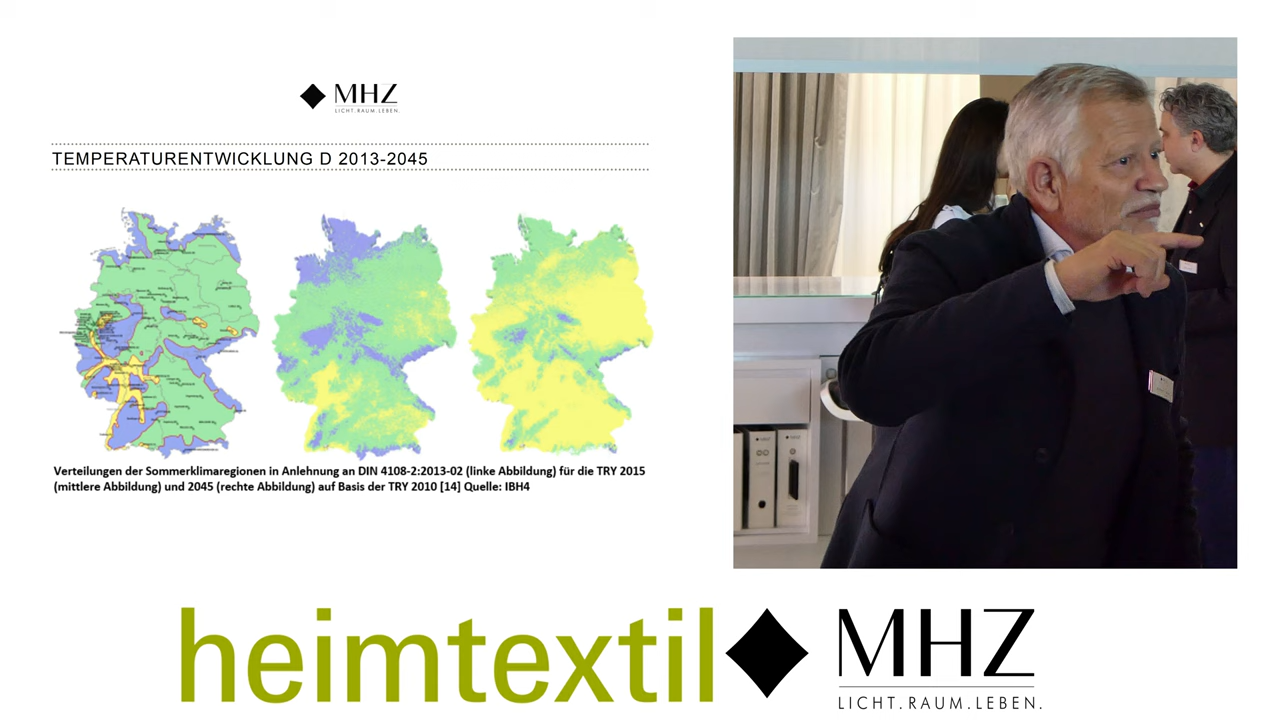 MHZ
LICHT.RAUM.LEBEN.
TEMPERATURENTWICKLUNG D 2013-2045
Verteilungen der Sommerklimaregionen in Anlehnung an DIN 4108-2:2013-02 (linke Abbildung) für die TRY 2015
(mittlere Abbildung) und 2045 (rechte Abbildung) auf Basis der TRY 2010 [14] Quelle: IBH4
heimtextil
MHZ
LICHT.RAUM.LEBEN.